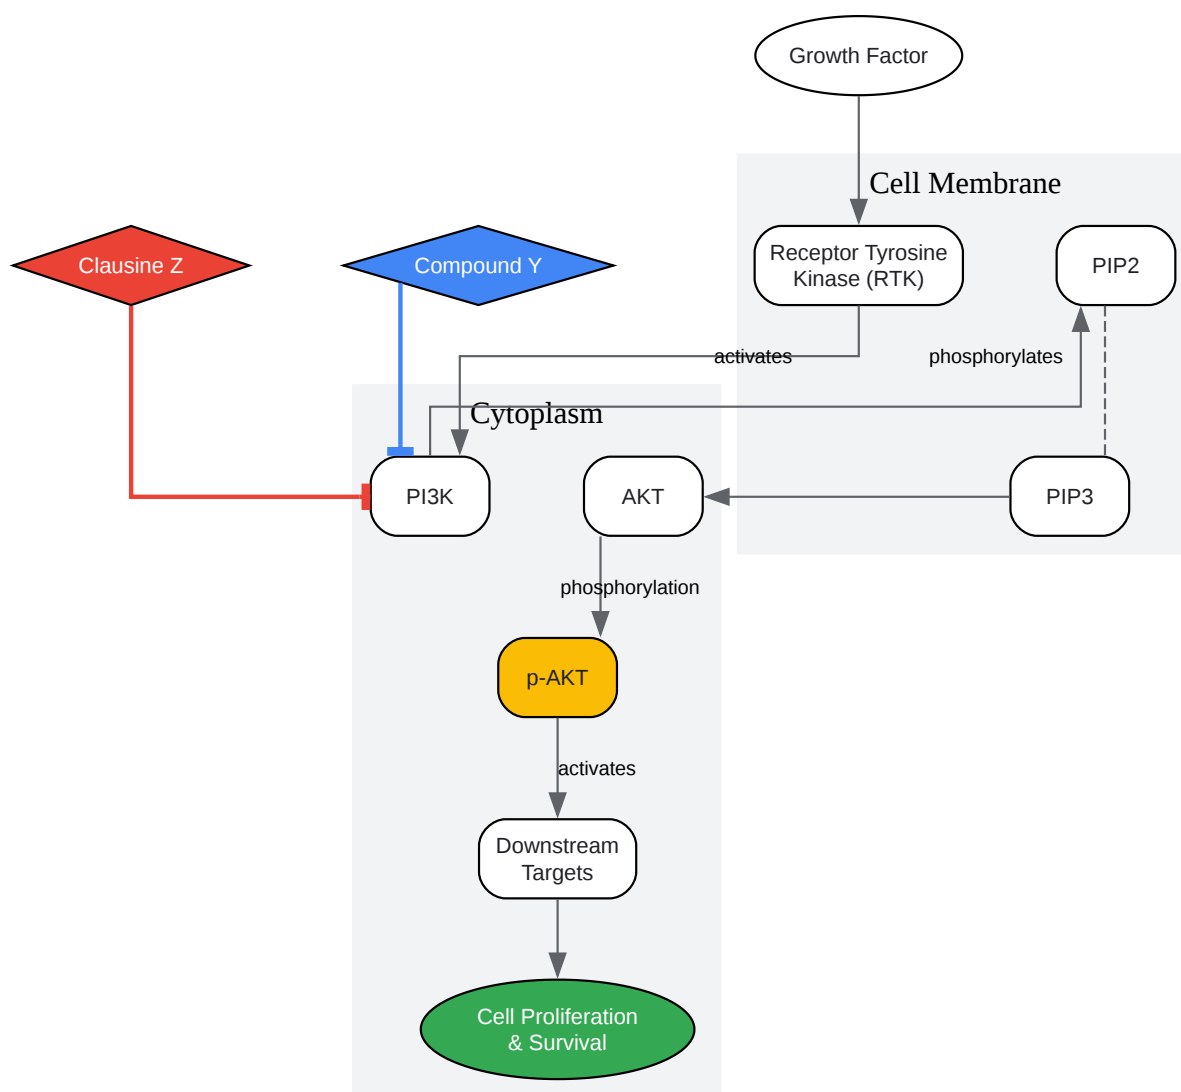 Growth Factor
Cell Membrane
Clausine Z
Compound Y
Receptor Tyrosine
Kinase (RTK)
PIP2
activates
phosphorylates
Cytoplasm
PI3K
AKT
PIP3
phosphorylation
p-AKT
activates
Downstream
Targets
Cell Proliferation
& Survival